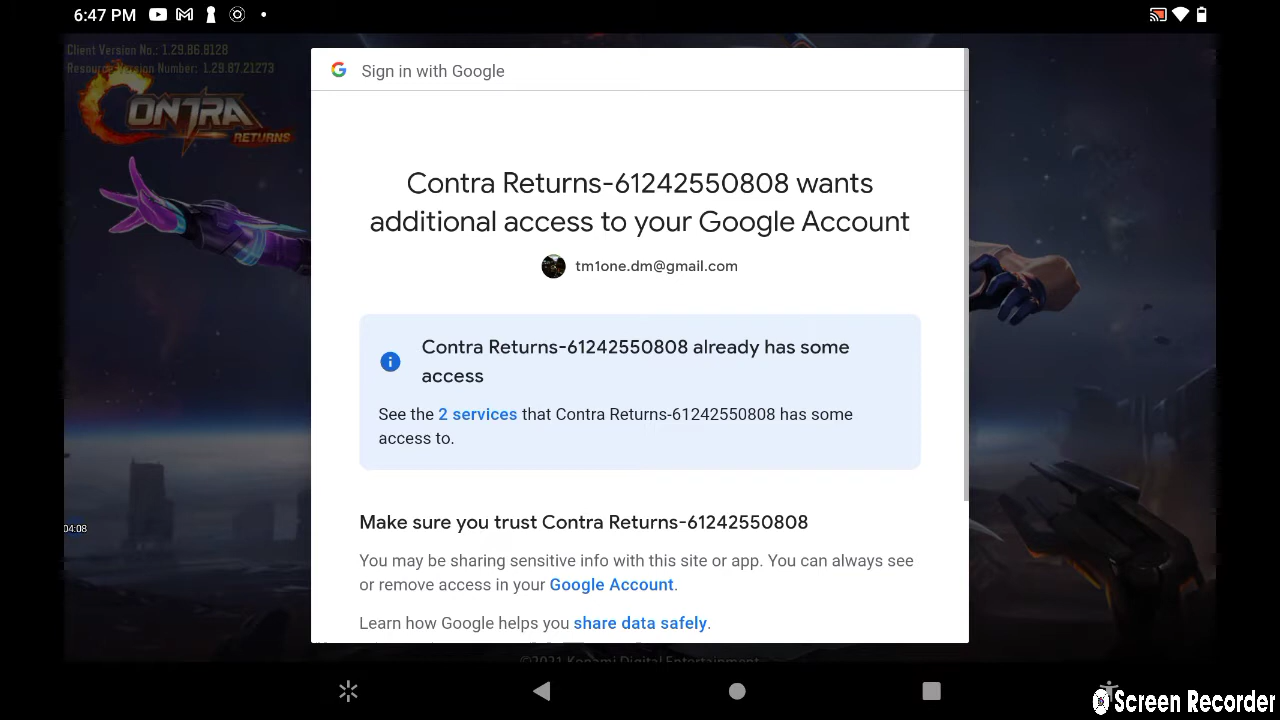 6:47 PM
Client Version No.: 1.29.86.8128
Resource Version Number: 1.29.87.21273
CONTRA
RETURNS
Sign in with Google
Contra Returns-61242550808 wants
additional access to your Google Account
tm1one.dm@gmail.com
Contra Returns-61242550808 already has some
access
See the 2 services that Contra Returns-61242550808 has some
access to.
Make sure you trust Contra Returns-61242550808
04:08
You may be sharing sensitive info with this site or app. You can always see
or remove access in your Google Account.
Learn how Google helps you share data safely.
©2021 Konami Digital Entertainment
Screen Recorder